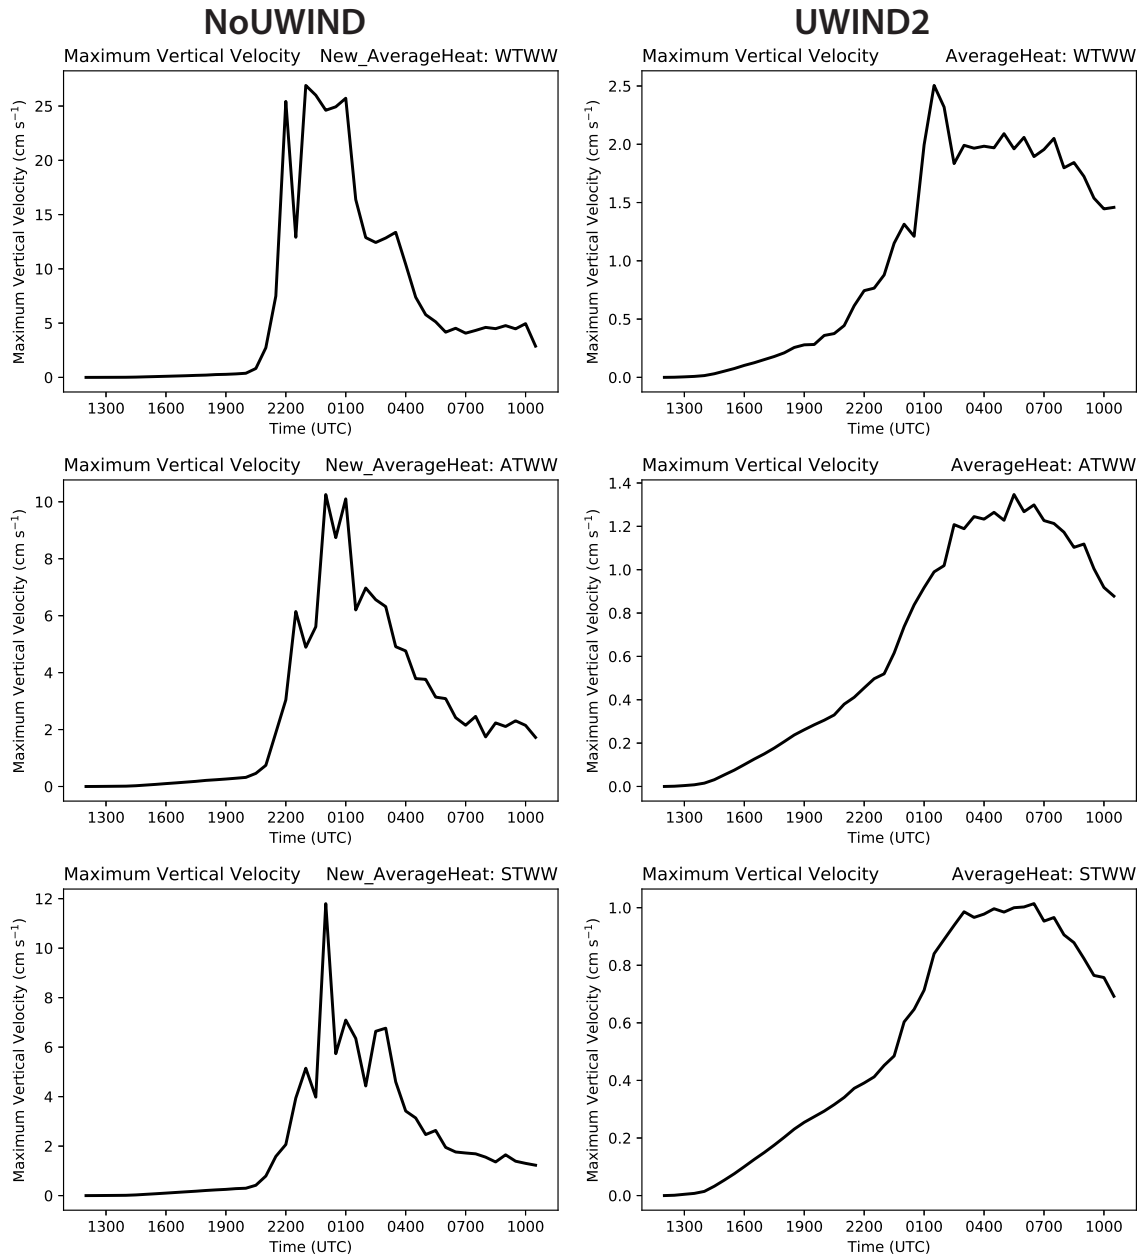 NoUWIND
UWIND2
Maximum Vertical Velocity New_AverageHeat: WTWW
Maximum Vertical Velocity (cm s⁻¹)
25
20
15
10
5
0
1300 1600 1900 2200 0100 0400 0700 1000
Time (UTC)
Maximum Vertical Velocity AverageHeat: WTWW
Maximum Vertical Velocity (cm s⁻¹)
2.5
2.0
1.5
1.0
0.5
0.0
1300 1600 1900 2200 0100 0400 0700 1000
Time (UTC)
Maximum Vertical Velocity New_AverageHeat: ATWW
Maximum Vertical Velocity (cm s⁻¹)
10
8
6
4
2
0
1300 1600 1900 2200 0100 0400 0700 1000
Time (UTC)
Maximum Vertical Velocity AverageHeat: ATWW
Maximum Vertical Velocity (cm s⁻¹)
1.4
1.2
1.0
0.8
0.6
0.4
0.2
0.0
1300 1600 1900 2200 0100 0400 0700 1000
Time (UTC)
Maximum Vertical Velocity New_AverageHeat: STWW
Maximum Vertical Velocity (cm s⁻¹)
12
10
8
6
4
2
0
1300 1600 1900 2200 0100 0400 0700 1000
Time (UTC)
Maximum Vertical Velocity AverageHeat: STWW
Maximum Vertical Velocity (cm s⁻¹)
1.0
0.8
0.6
0.4
0.2
0.0
1300 1600 1900 2200 0100 0400 0700 1000
Time (UTC)